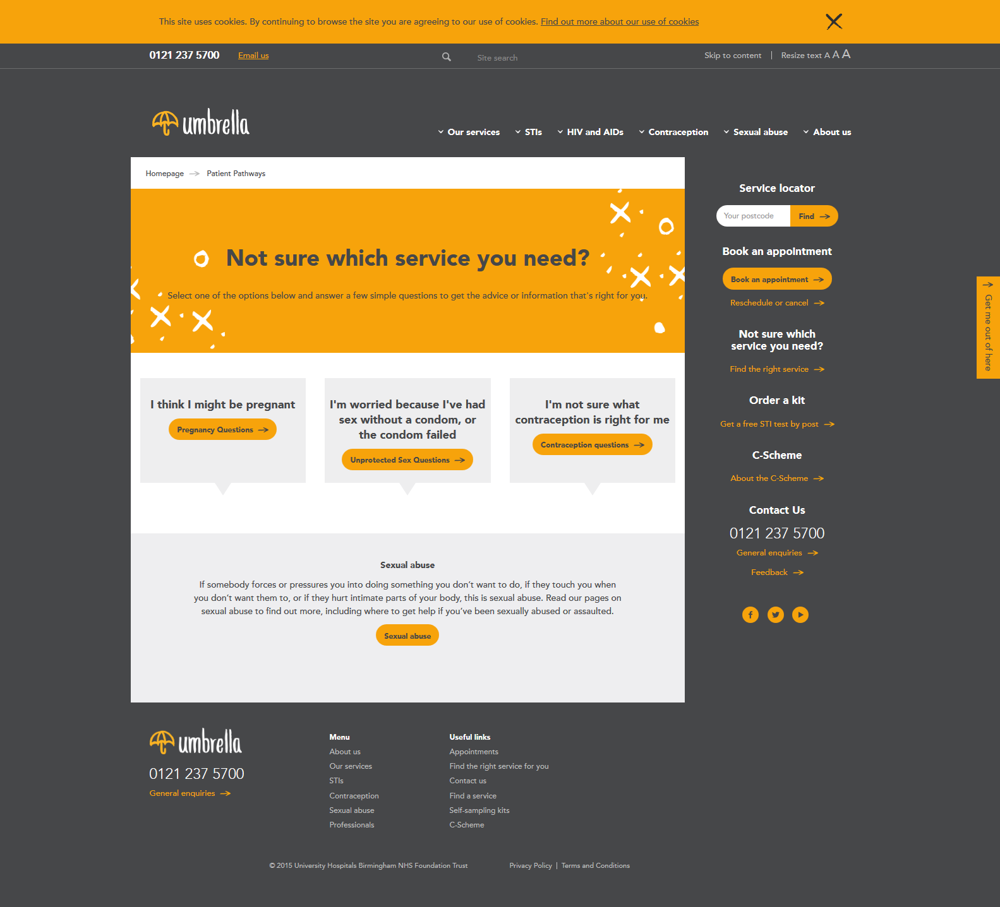 This site uses cookies. By continuing to browse the site you are agreeing to our use of cookies. Find out more about our use of cookies
0121 237 5700 Email us Site search Skip to content | Resize text A A A
umbrella
Our services STIs HIV and AIDs Contraception Sexual abuse About us
Homepage Patient Pathways
Not sure which service you need?
Select one of the options below and answer a few simple questions to get the advice or information that's right for you.
I think I might be pregnant
Pregnancy Questions
I'm worried because I've had
sex without a condom, or
the condom failed
Unprotected Sex Questions
I'm not sure what
contraception is right for me
Contraception questions
Sexual abuse
If somebody forces or pressures you into doing something you don’t want to do, if they touch you when
you don’t want them to, or if they hurt intimate parts of your body, this is sexual abuse. Read our pages on
sexual abuse to find out more, including where to get help if you’ve been sexually abused or assaulted.
Sexual abuse
Service locator
Your postcode Find
Book an appointment
Book an appointment
Reschedule or cancel
Not sure which
service you need?
Find the right service
Order a kit
Get a free STI test by post
C-Scheme
About the C-Scheme
Contact Us
0121 237 5700
General enquiries
Feedback
Get me out of here
umbrella
0121 237 5700
General enquiries
Menu
About us
Our services
STIs
Contraception
Sexual abuse
Professionals
Useful links
Appointments
Find the right service for you
Contact us
Find a service
Self-sampling kits
C-Scheme
© 2015 University Hospitals Birmingham NHS Foundation Trust Privacy Policy | Terms and Conditions